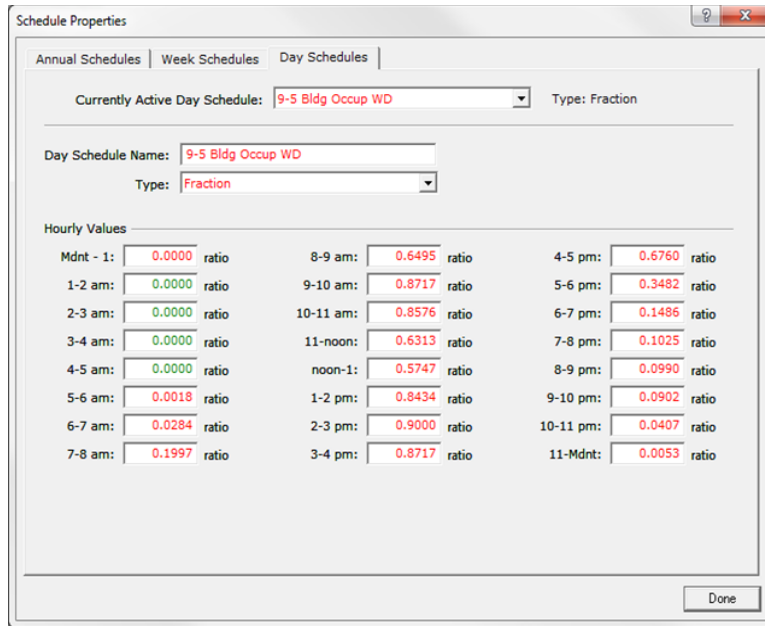 Schedule Properties
Annual Schedules Week Schedules Day Schedules
Currently Active Day Schedule: 9-5 Bldg Occup WD Type: Fraction
Day Schedule Name: 9-5 Bldg Occup WD
Type: Fraction
Hourly Values
Mdnt - 1: 0.0000 ratio 8-9 am: 0.6495 ratio 4-5 pm: 0.6760 ratio
1-2 am: 0.0000 ratio 9-10 am: 0.8717 ratio 5-6 pm: 0.3482 ratio
2-3 am: 0.0000 ratio 10-11 am: 0.8576 ratio 6-7 pm: 0.1486 ratio
3-4 am: 0.0000 ratio 11-noon: 0.6313 ratio 7-8 pm: 0.1025 ratio
4-5 am: 0.0000 ratio noon-1: 0.5747 ratio 8-9 pm: 0.0990 ratio
5-6 am: 0.0018 ratio 1-2 pm: 0.8434 ratio 9-10 pm: 0.0902 ratio
6-7 am: 0.0284 ratio 2-3 pm: 0.9000 ratio 10-11 pm: 0.0407 ratio
7-8 am: 0.1997 ratio 3-4 pm: 0.8717 ratio 11-Mdnt: 0.0053 ratio
Done